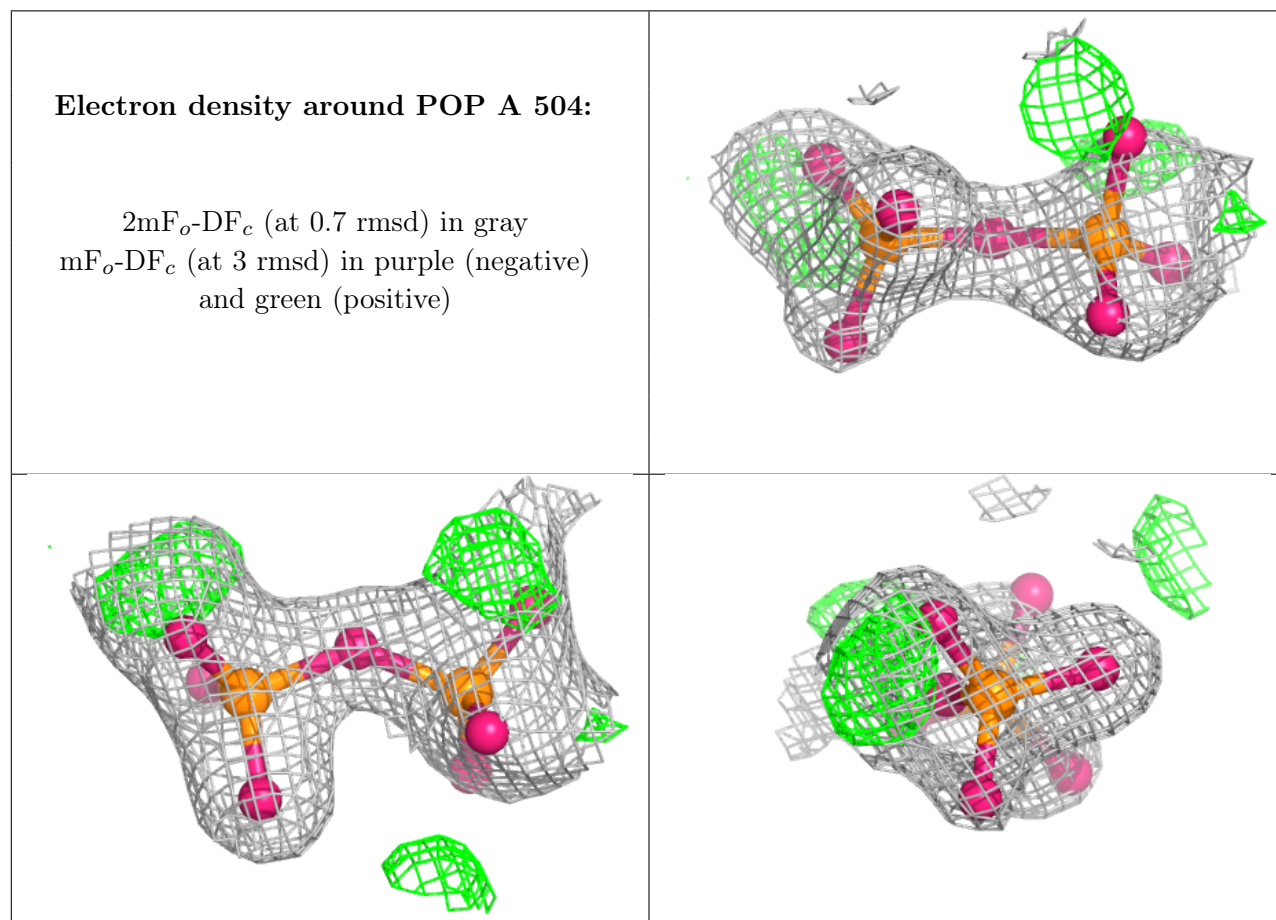 Electron density around POP A 504:
2mFₒ-DF𝒸 (at 0.7 rmsd) in gray
mFₒ-DF𝒸 (at 3 rmsd) in purple (negative)
and green (positive)